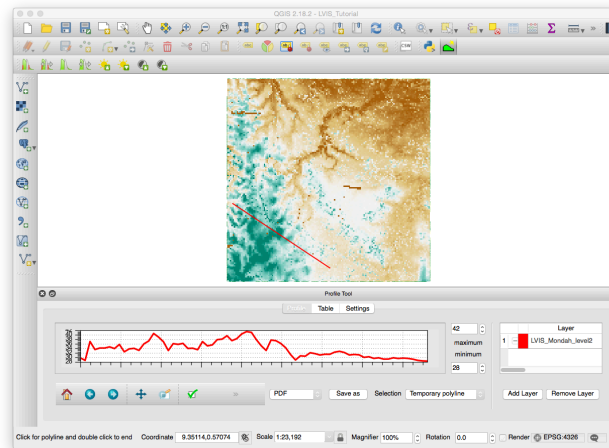 QGIS 2.18.2 - LVIS_Tutorial
Profile Tool
Table
Settings
42
maximum
minimum
28
Layer
1
LVIS_Mondah_level2
PDF
Save as
Selection
Temporary polyline
Add Layer
Remove Layer
Click for polyline and double click to end
Coordinate
9.35114,0.57074
Scale
1:23,192
Magnifier
100%
Rotation
0.0
Render
EPSG:4326